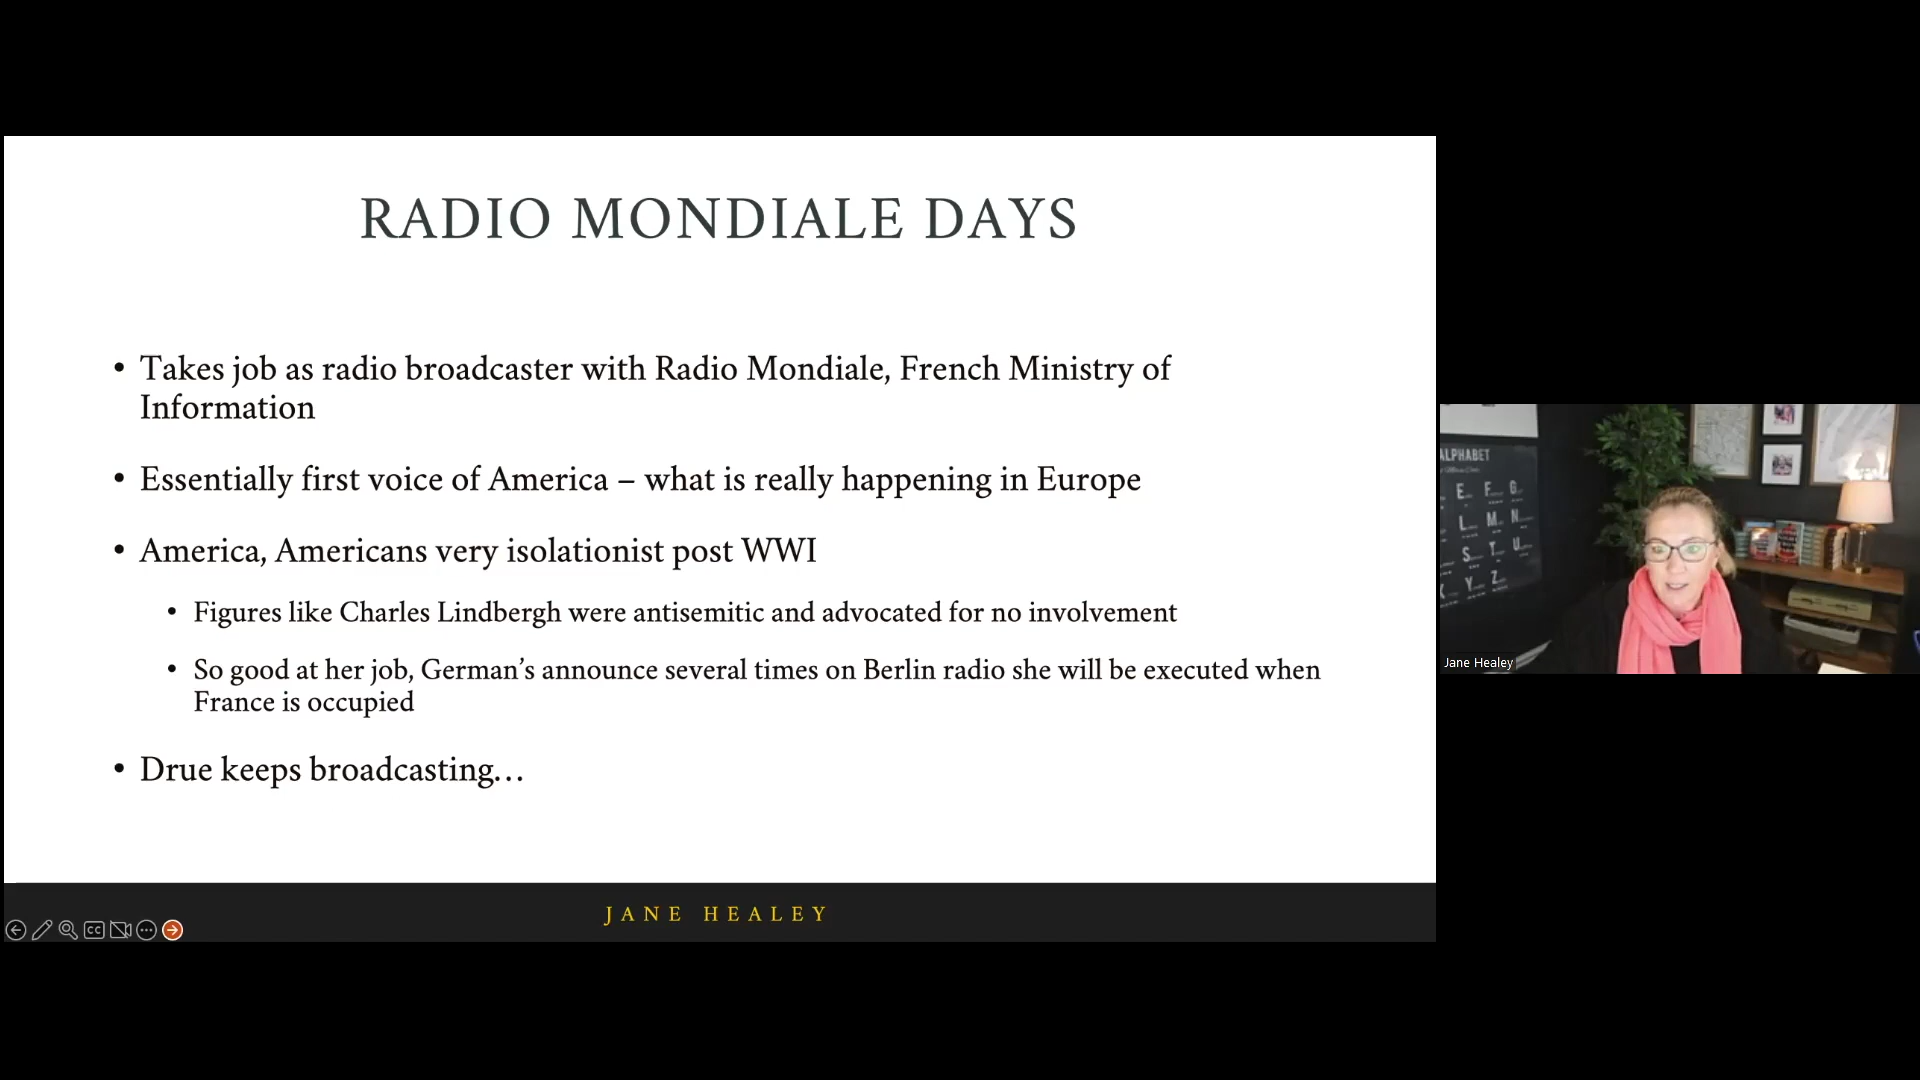 RADIO MONDIALE DAYS
• Takes job as radio broadcaster with Radio Mondiale, French Ministry of
Information
• Essentially first voice of America – what is really happening in Europe
• America, Americans very isolationist post WWI
• Figures like Charles Lindbergh were antisemitic and advocated for no involvement
• So good at her job, German’s announce several times on Berlin radio she will be executed when
France is occupied
• Drue keeps broadcasting…
JANE HEALEY
CC
ALPHABET
E F G
L M N
S T U
Y Z
Jane Healey